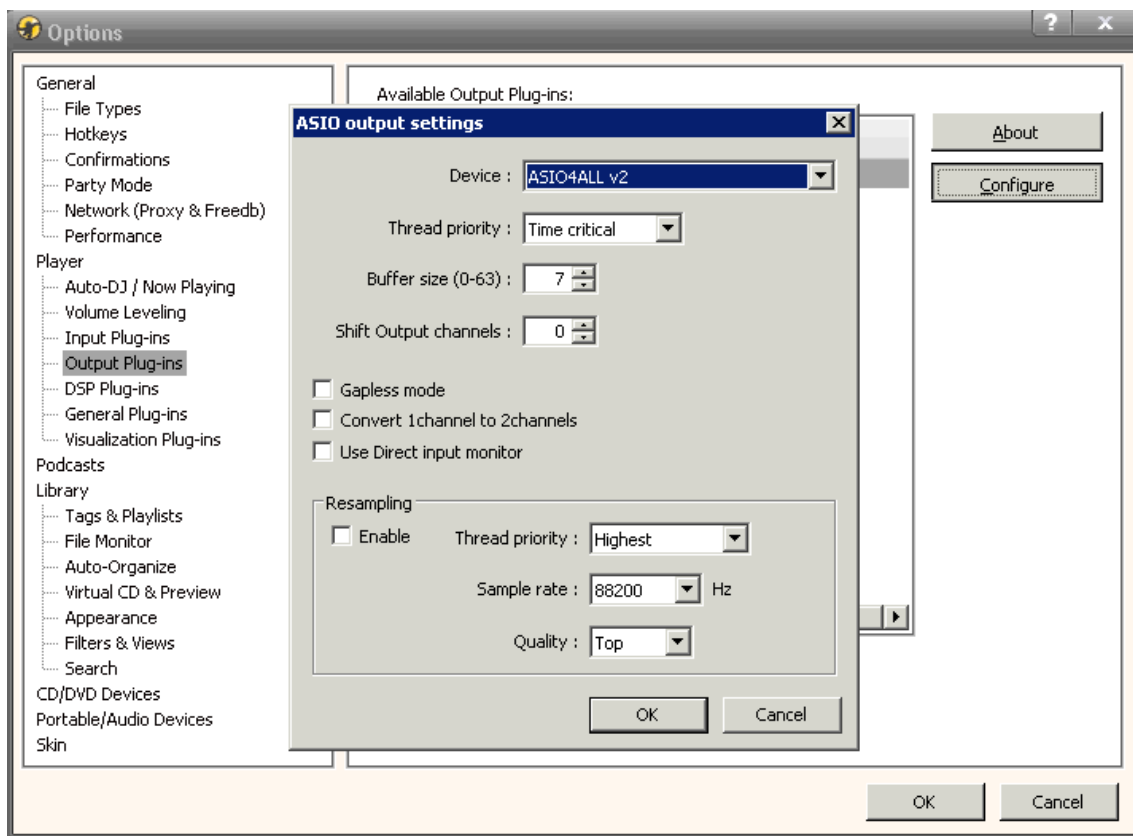 Options
General
File Types
Hotkeys
Confirmations
Party Mode
Network (Proxy & Freedb)
Performance
Player
Auto-DJ / Now Playing
Volume Leveling
Input Plug-ins
Output Plug-ins
DSP Plug-ins
General Plug-ins
Visualization Plug-ins
Podcasts
Library
Tags & Playlists
File Monitor
Auto-Organize
Virtual CD & Preview
Appearance
Filters & Views
Search
CD/DVD Devices
Portable/Audio Devices
Skin
Available Output Plug-ins:
About
Configure
ASIO output settings
Device : ASIO4ALL v2
Thread priority : Time critical
Buffer size (0-63) : 7
Shift Output channels : 0
Gapless mode
Convert 1channel to 2channels
Use Direct input monitor
Resampling
Enable Thread priority : Highest
Sample rate : 88200 Hz
Quality : Top
OK Cancel
OK Cancel